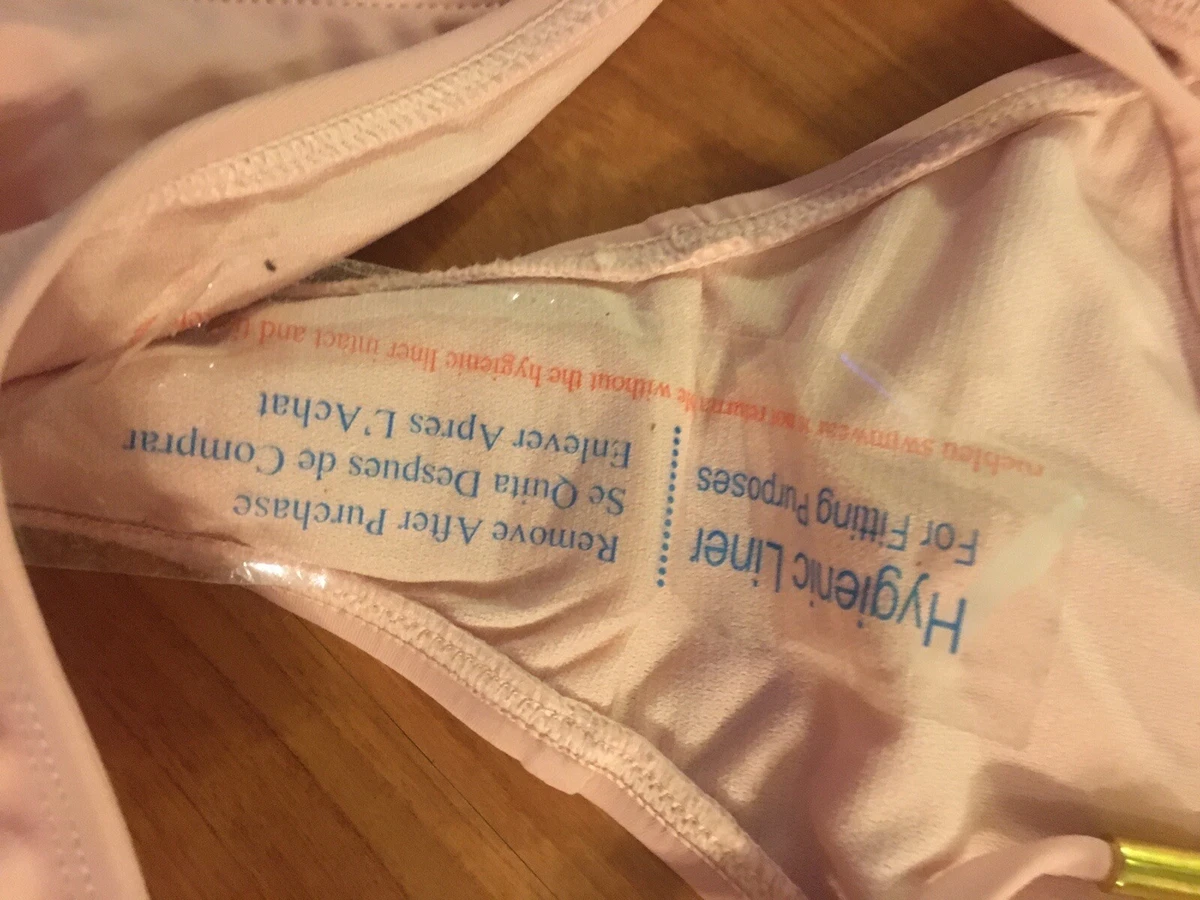 Hygienic Liner
For Fitting Purposes
Remove After Purchase
Se Quita Despues de Comprar
Enlever Apres L'Achat
swimwear is not returnable without the hygienic liner intact and